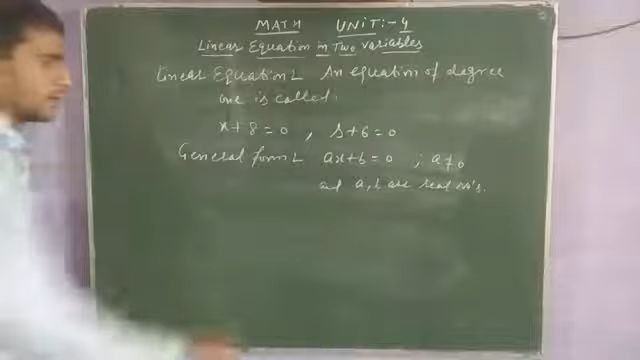 MATH UNIT:- 4
Linear Equation in Two Variables
Linear Equation:- An equation of degree
one is called.
x+8=0 , s+6=0
General form:- ax+b=0 ; a≠0
and a, b are real no's.